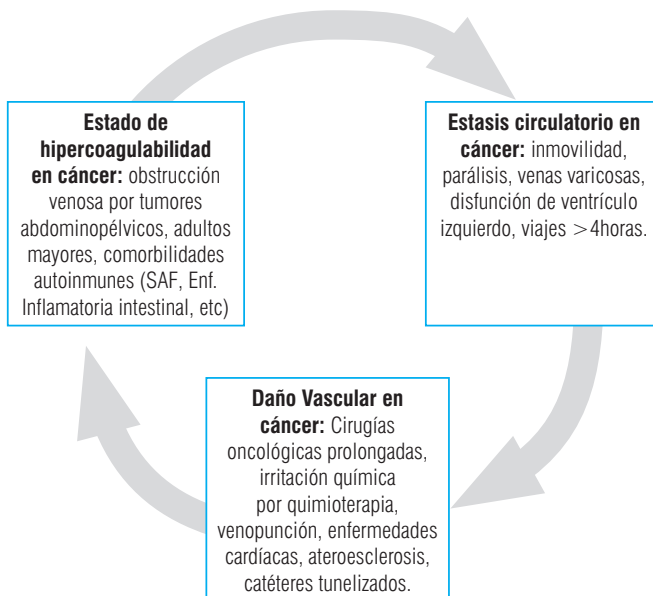 Estado de
hipercoagulabilidad
en cáncer: obstrucción
venosa por tumores
abdominopélvicos, adultos
mayores, comorbilidades
autoinmunes (SAF, Enf.
Inflamatoria intestinal, etc)
Estasis circulatorio en
cáncer: inmovilidad,
parálisis, venas varicosas,
disfunción de ventrículo
izquierdo, viajes >4horas.
Daño Vascular en
cáncer: Cirugías
oncológicas prolongadas,
irritación química
por quimioterapia,
venopunción, enfermedades
cardíacas, ateroesclerosis,
catéteres tunelizados.